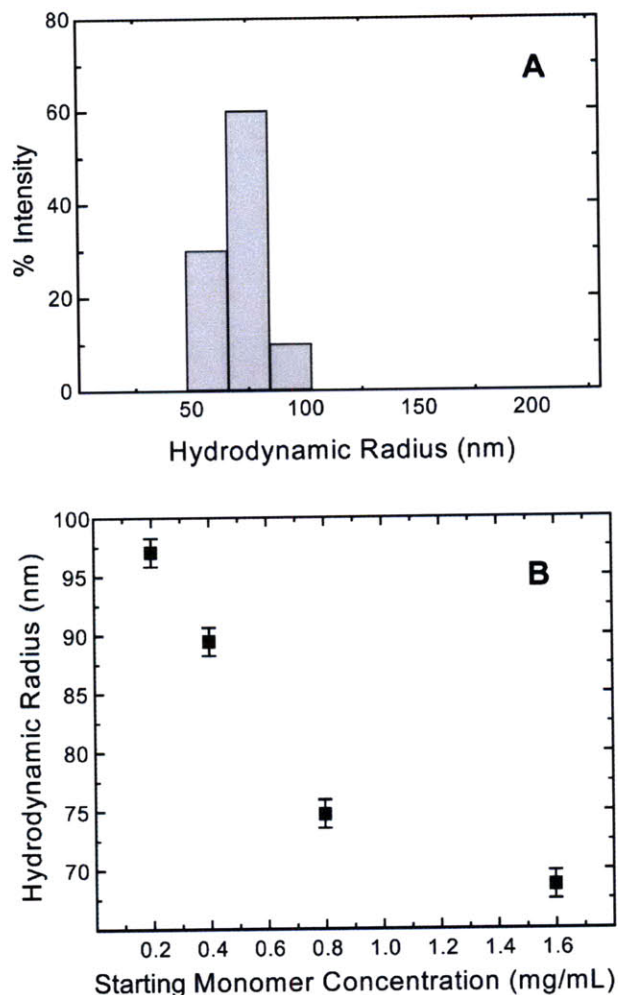 80
A
60
% Intensity
40
20
0
50 100 150 200
Hydrodynamic Radius (nm)
100
B
95
90
Hydrodynamic Radius (nm)
85
80
75
70
0.2 0.4 0.6 0.8 1.0 1.2 1.4 1.6
Starting Monomer Concentration (mg/mL)